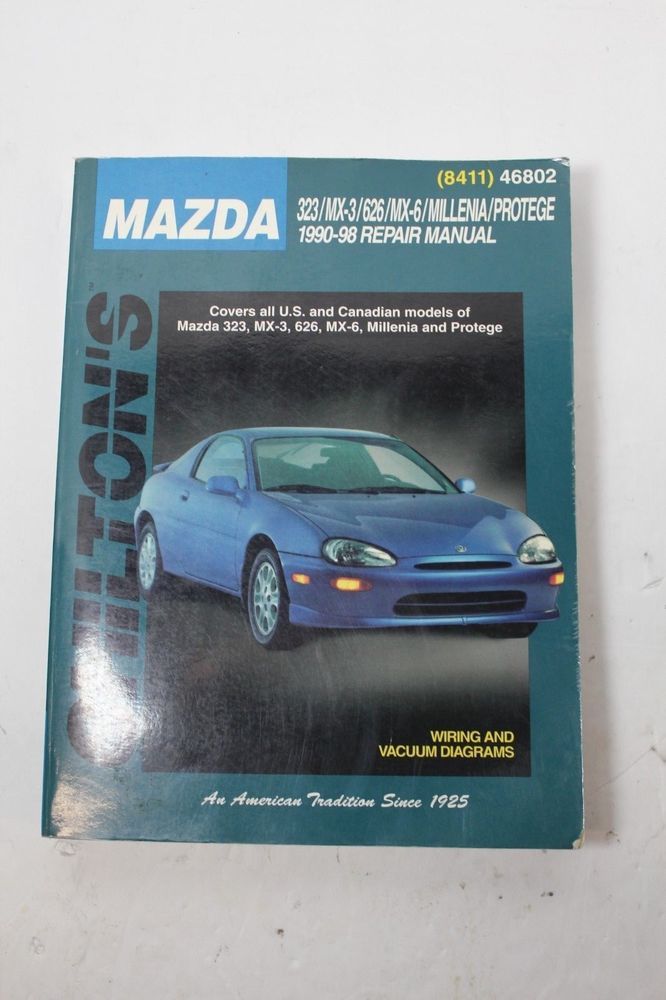 (8411) 46802
MAZDA
323/MX-3/626/MX-6/MILLENIA/PROTEGE
1990-98 REPAIR MANUAL
CHILTON'S™
Covers all U.S. and Canadian models of
Mazda 323, MX-3, 626, MX-6, Millenia and Protege
WIRING AND
VACUUM DIAGRAMS
An American Tradition Since 1925